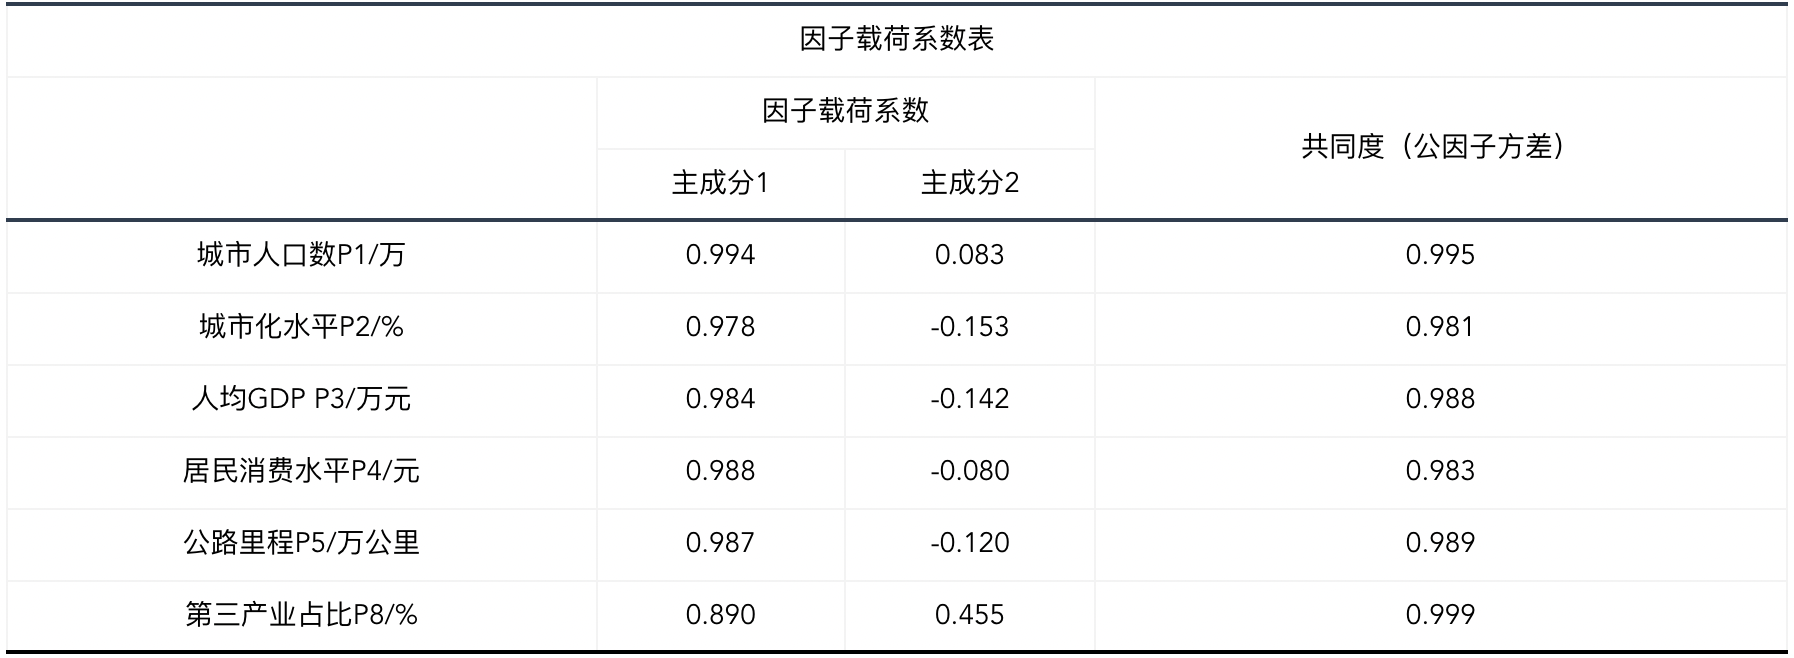 因子载荷系数表
因子载荷系数
共同度（公因子方差）
主成分1 主成分2
城市人口数P1/万 0.994 0.083 0.995
城市化水平P2/% 0.978 -0.153 0.981
人均GDP P3/万元 0.984 -0.142 0.988
居民消费水平P4/元 0.988 -0.080 0.983
公路里程P5/万公里 0.987 -0.120 0.989
第三产业占比P8/% 0.890 0.455 0.999